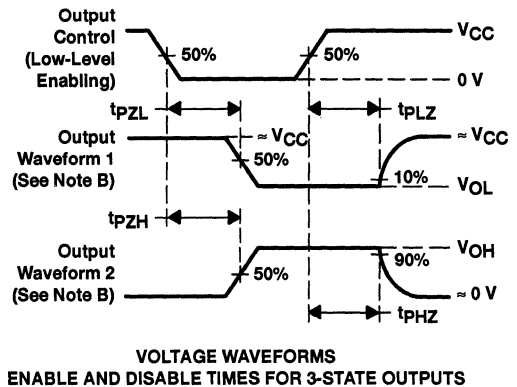 Output
Control
(Low-Level
Enabling)
50%
50%
VCC
0 V
tPZL
tPLZ
Output
Waveform 1
(See Note B)
≈ VCC
50%
≈ VCC
10%
VOL
tPZH
Output
Waveform 2
(See Note B)
50%
VOH
90%
≈ 0 V
tPHZ
VOLTAGE WAVEFORMS
ENABLE AND DISABLE TIMES FOR 3-STATE OUTPUTS